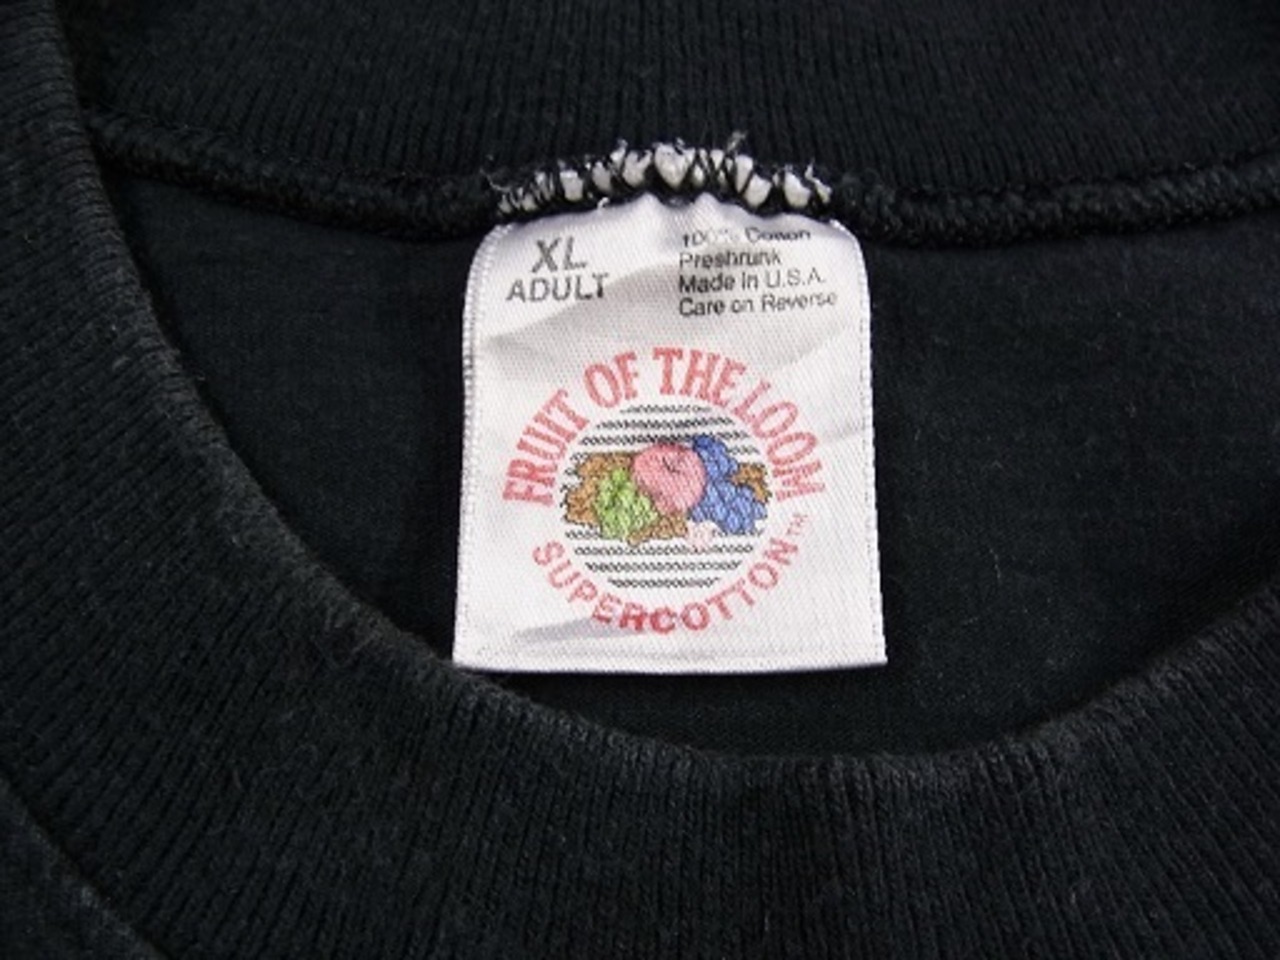 XL
ADULT
100% Cotton
Preshrunk
Made in U.S.A.
Care on Reverse
FRUIT OF THE LOOM
SUPERCOTTON™